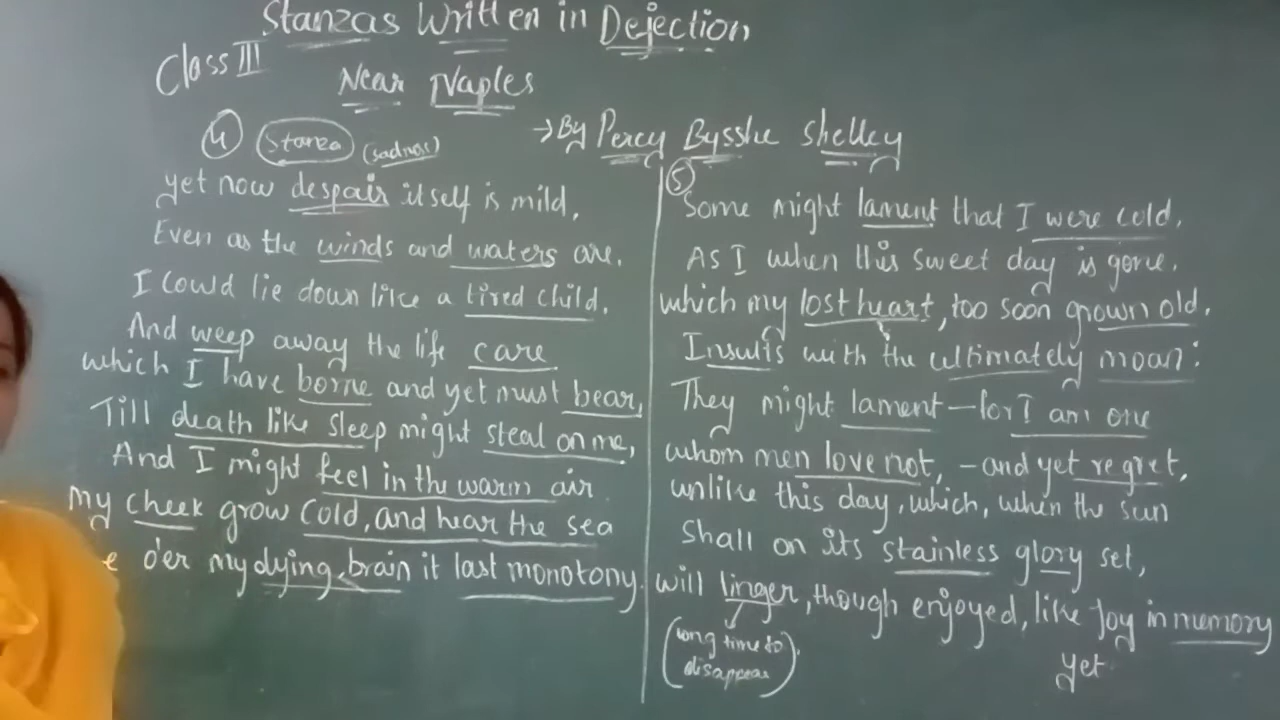 Stanzas Written in Dejection
Class III
Near Naples
→ By Percy Bysshe Shelley
4 Stanza (sadness)
yet now despair itself is mild,
Even as the winds and waters are.
I could lie down like a tired child.
And weep away the life care
which I have borne and yet must bear,
Till death like sleep might steal on me,
And I might feel in the warm air.
my cheek grow cold, and hear the sea
e o'er my dying brain it last monotony.
5
Some might lament that I were cold,
As I when this sweet day is gone.
which my lost heart, too soon grown old.
Insults with the ultimately moan:
They might lament – for I am one
whom men love not, – and yet regret,
unlike this day, which, when the sun
shall on its stainless glory set,
will linger, though enjoyed, like Joy in memory
yet
(long time to
disappear)